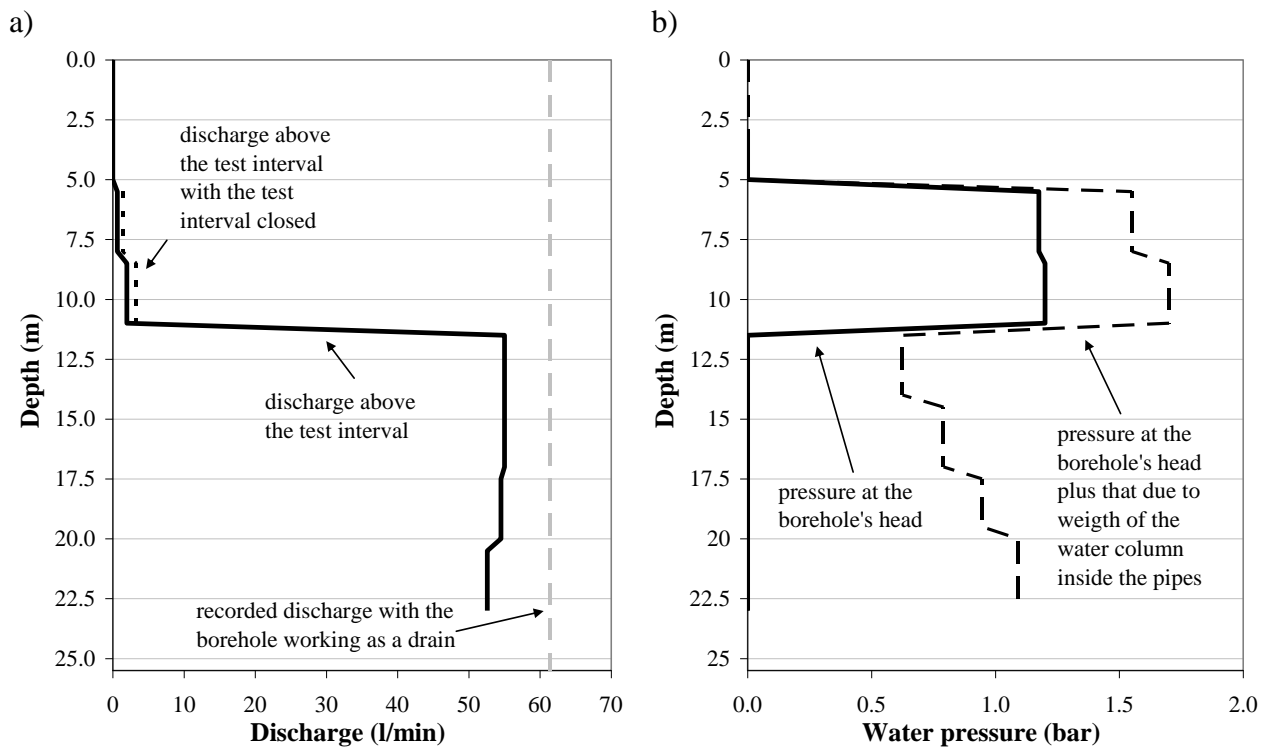 a)
0.0
2.5
5.0
7.5
10.0
12.5
15.0
17.5
20.0
22.5
25.0
Depth (m)
discharge above
the test interval
with the test
interval closed
discharge above
the test interval
recorded discharge with the
borehole working as a drain
0 10 20 30 40 50 60 70
Discharge (l/min)
b)
0
2.5
5
7.5
10
12.5
15
17.5
20
22.5
25
Depth (m)
pressure at the
borehole's head
pressure at the
borehole's head
plus that due to
weigth of the
water column
inside the pipes
0.0 0.5 1.0 1.5 2.0
Water pressure (bar)